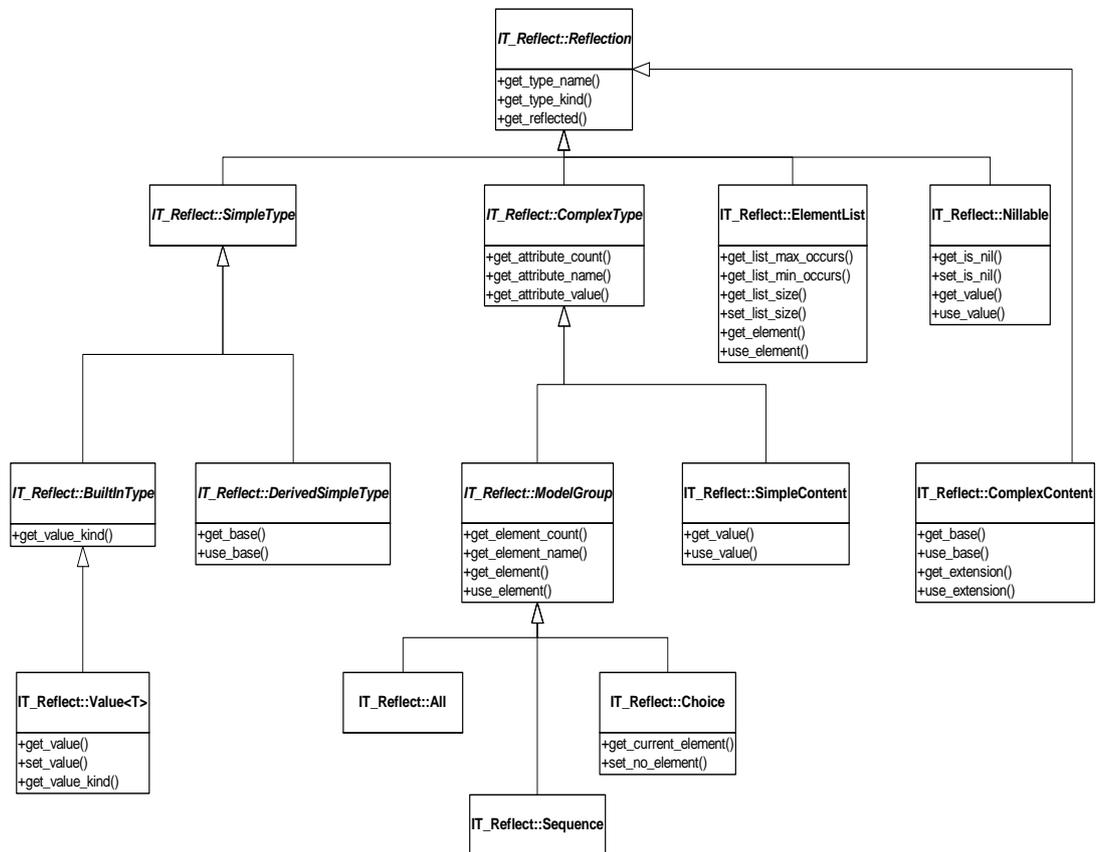 IT_Reflect::Reflection
+get_type_name()
+get_type_kind()
+get_reflected()
IT_Reflect::SimpleType
IT_Reflect::ComplexType
+get_attribute_count()
+get_attribute_name()
+get_attribute_value()
IT_Reflect::ElementList
+get_list_max_occurs()
+get_list_min_occurs()
+get_list_size()
+set_list_size()
+get_element()
+use_element()
IT_Reflect::Nillable
+get_is_nil()
+set_is_nil()
+get_value()
+use_value()
IT_Reflect::BuiltInType
+get_value_kind()
IT_Reflect::DerivedSimpleType
+get_base()
+use_base()
IT_Reflect::ModelGroup
+get_element_count()
+get_element_name()
+get_element()
+use_element()
IT_Reflect::SimpleContent
+get_value()
+use_value()
IT_Reflect::ComplexContent
+get_base()
+use_base()
+get_extension()
+use_extension()
IT_Reflect::Value<T>
+get_value()
+set_value()
+get_value_kind()
IT_Reflect::All
IT_Reflect::Choice
+get_current_element()
+set_no_element()
IT_Reflect::Sequence